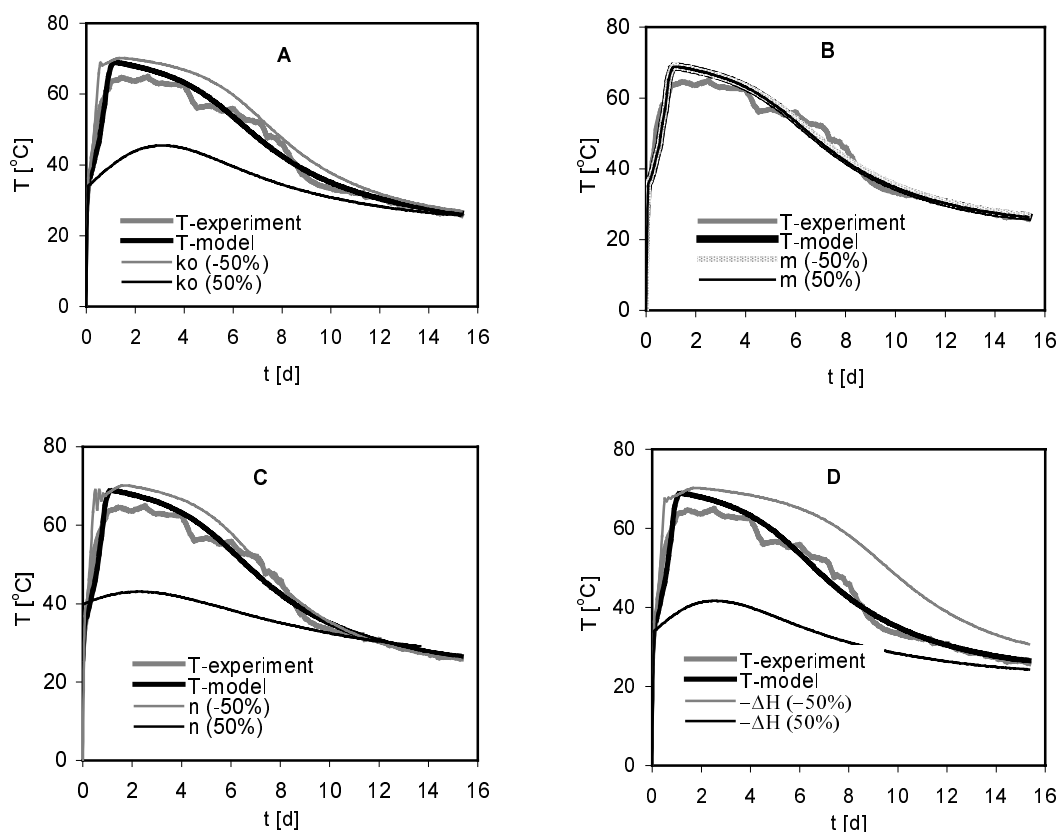 A
80
60
40
20
0
T [°C]
T-experiment
T-model
ko (-50%)
ko (50%)
0 2 4 6 8 10 12 14 16
t [d]
B
80
60
40
20
0
T [°C]
T-experiment
T-model
m (-50%)
m (50%)
0 2 4 6 8 10 12 14 16
t [d]
C
80
60
40
20
0
T [°C]
T-experiment
T-model
n (-50%)
n (50%)
0 2 4 6 8 10 12 14 16
t [d]
D
80
60
40
20
0
T [°C]
T-experiment
T-model
−ΔH (−50%)
−ΔH (50%)
0 2 4 6 8 10 12 14 16
t [d]